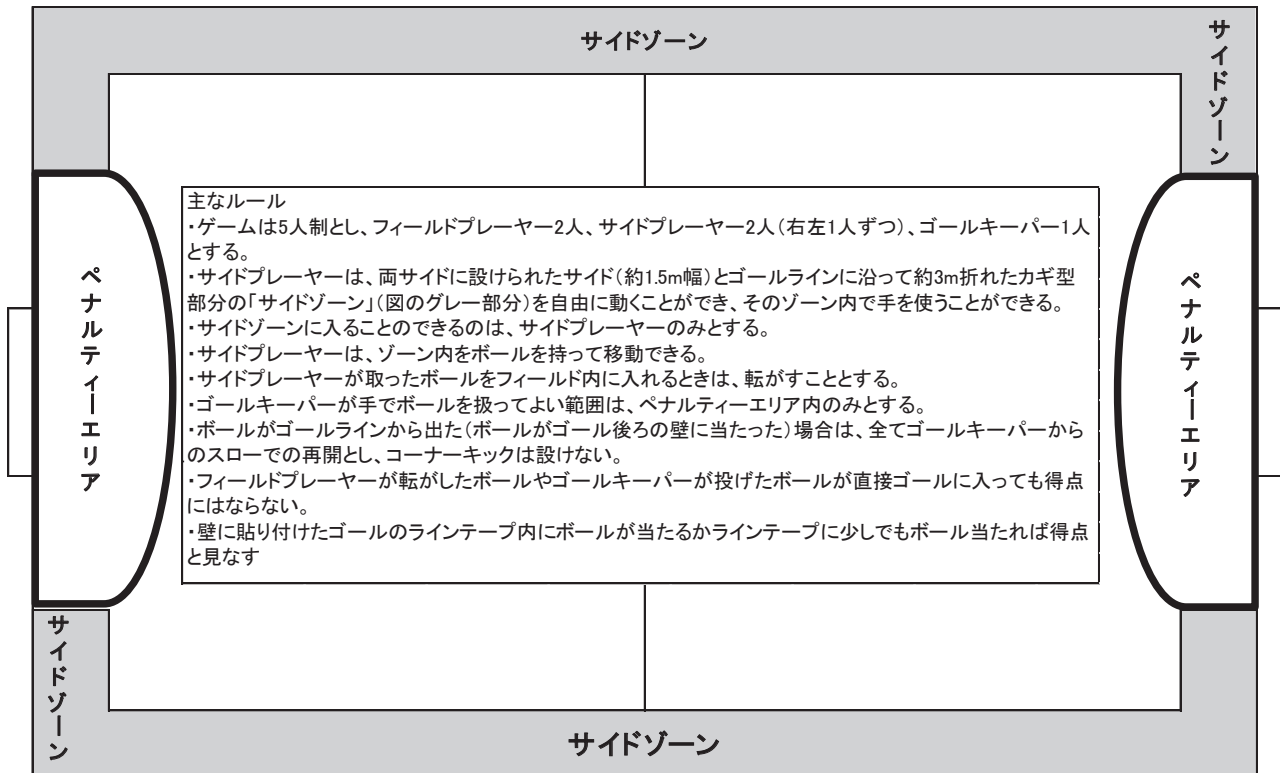 サイドゾーン
サイドゾーン
主なルール
・ゲームは5人制とし、フィールドプレーヤー2人、サイドプレーヤー2人(右左1人ずつ)、ゴールキーパー1人
とする。
・サイドプレーヤーは、両サイドに設けられたサイド(約1.5m幅)とゴールラインに沿って約3m折れたカギ型
部分の「サイドゾーン」(図のグレー部分)を自由に動くことができ、そのゾーン内で手を使うことができる。
・サイドゾーンに入ることのできるのは、サイドプレーヤーのみとする。
・サイドプレーヤーは、ゾーン内をボールを持って移動できる。
・サイドプレーヤーが取ったボールをフィールド内に入れるときは、転がすこととする。
・ゴールキーパーが手でボールを扱ってよい範囲は、ペナルティーエリア内のみとする。
・ボールがゴールラインから出た(ボールがゴール後ろの壁に当たった)場合は、全てゴールキーパーから
のスローでの再開とし、コーナーキックは設けない。
・フィールドプレーヤーが転がしたボールやゴールキーパーが投げたボールが直接ゴールに入っても得点
にはならない。
・壁に貼り付けたゴールのラインテープ内にボールが当たるかラインテープに少しでもボール当たれば得点
と見なす
ペナルティーエリア
ペナルティーエリア
サイドゾーン
サイドゾーン